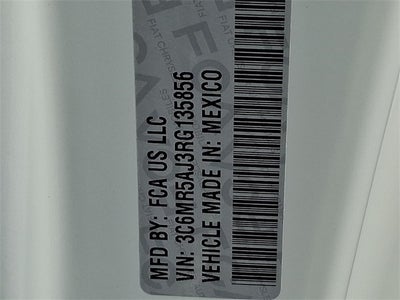 MFD BY: FCA US LLC
VIN: 3C6MR5AJ3RG135856
VEHICLE MADE IN: MEXICO